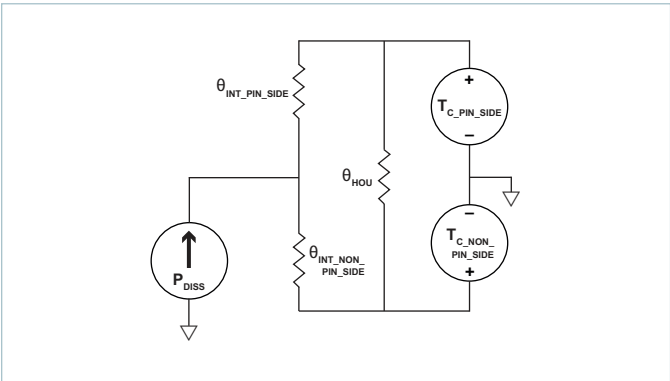 θINT_PIN_SIDE
+
TC_PIN_SIDE
–
θHOU
–
TC_NON_
PIN_SIDE
+
θINT_NON_
PIN_SIDE
PDISS